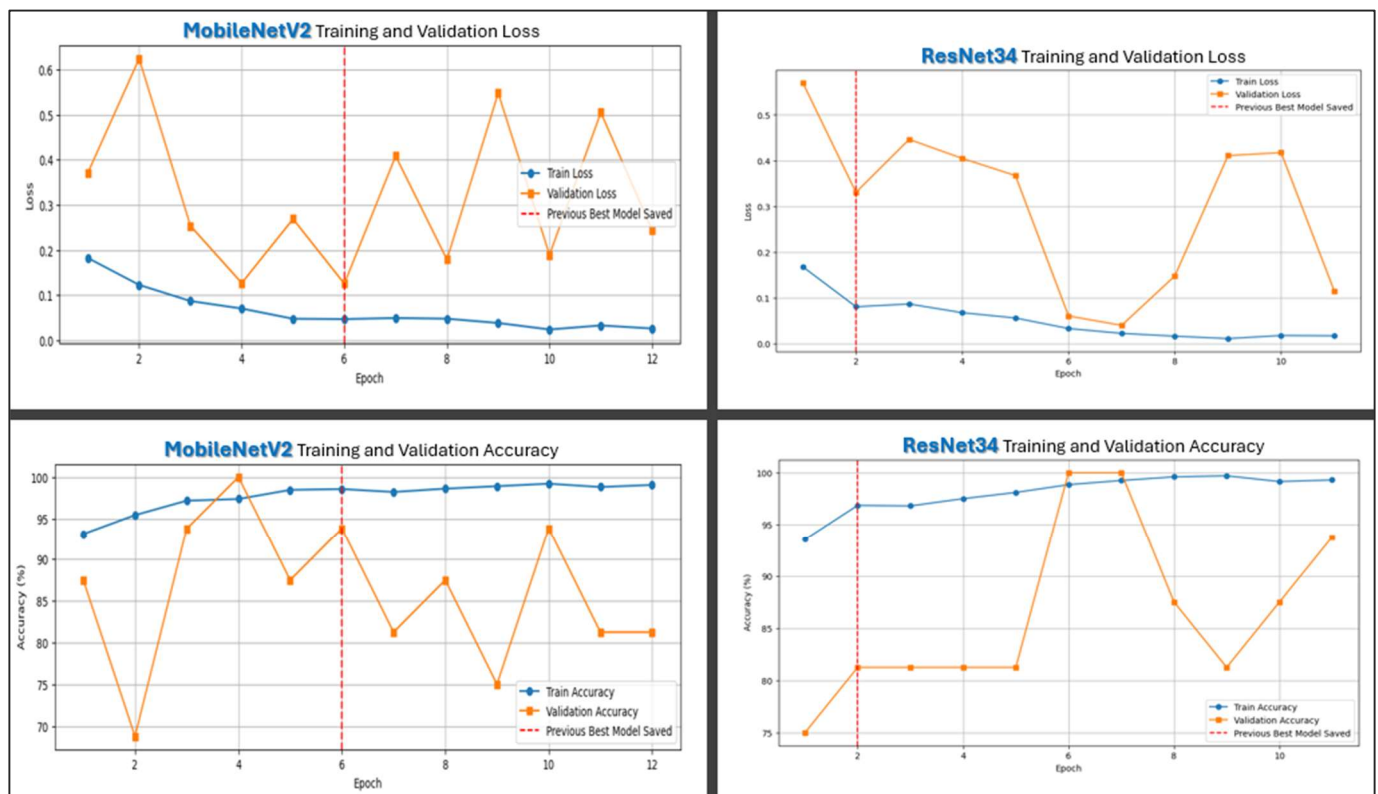 MobileNetV2 Training and Validation Loss
0.6
0.5
0.4
0.3
0.2
0.1
0.0
Loss
Train Loss
Validation Loss
Previous Best Model Saved
2 4 6 8 10 12
Epoch
ResNet34 Training and Validation Loss
0.5
0.4
0.3
0.2
0.1
0.0
Loss
Train Loss
Validation Loss
Previous Best Model Saved
2 4 6 8 10
Epoch
MobileNetV2 Training and Validation Accuracy
100
95
90
85
80
75
70
Accuracy (%)
Train Accuracy
Validation Accuracy
Previous Best Model Saved
2 4 6 8 10 12
Epoch
ResNet34 Training and Validation Accuracy
100
95
90
85
80
75
Accuracy (%)
Train Accuracy
Validation Accuracy
Previous Best Model Saved
2 4 6 8 10
Epoch